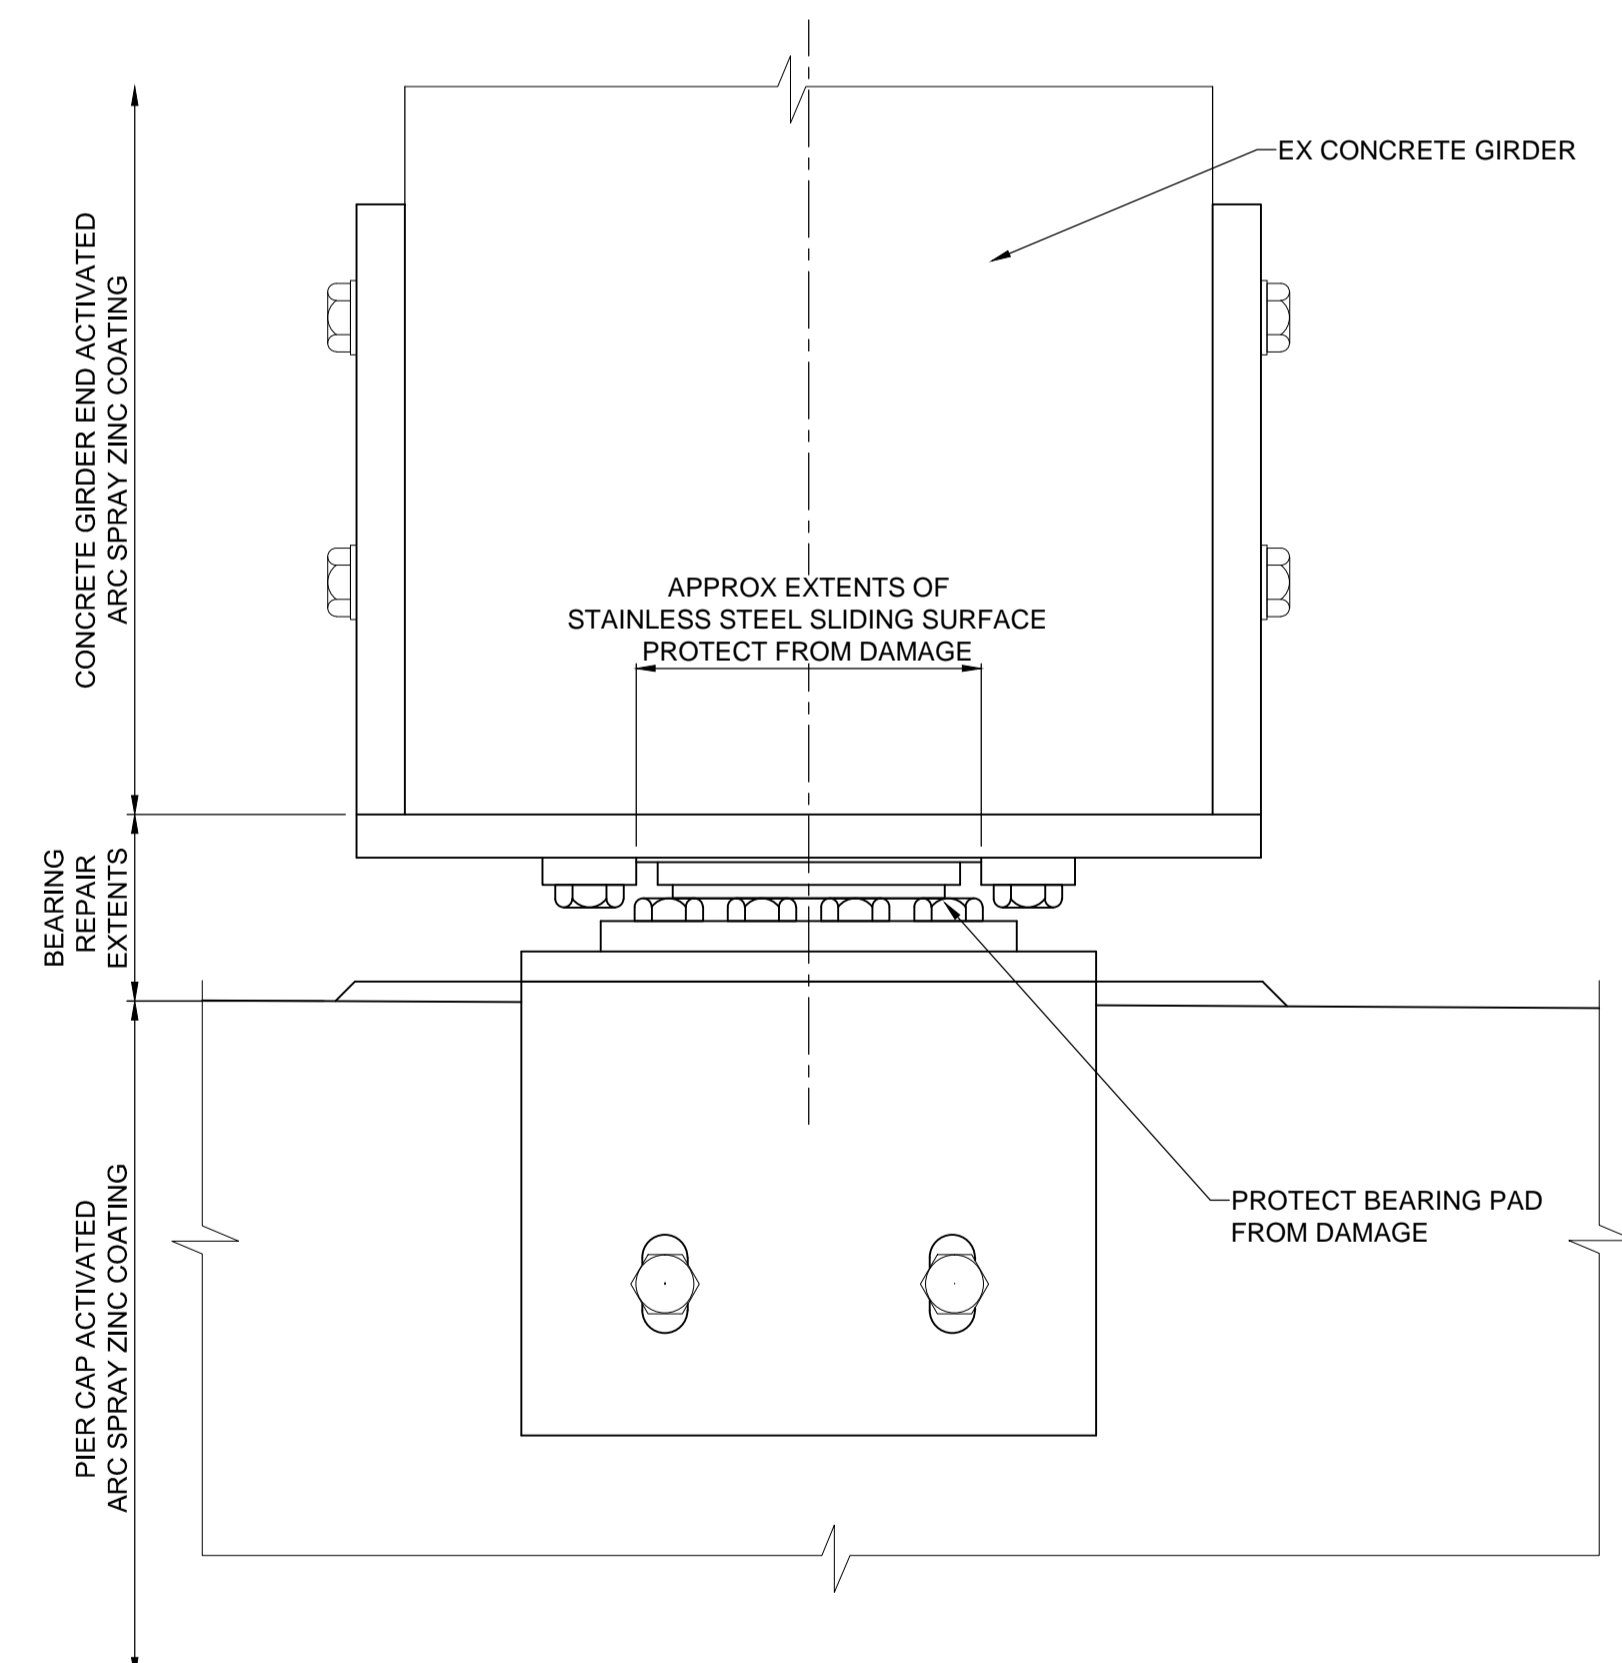 EX CONCRETE GIRDER
CONCRETE GIRDER END ACTIVATED
ARC SPRAY ZINC COATING
APPROX EXTENTS OF
STAINLESS STEEL SLIDING SURFACE
PROTECT FROM DAMAGE
BEARING
REPAIR
EXTENTS
PROTECT BEARING PAD
FROM DAMAGE
PIER CAP ACTIVATED
ARC SPRAY ZINC COATING